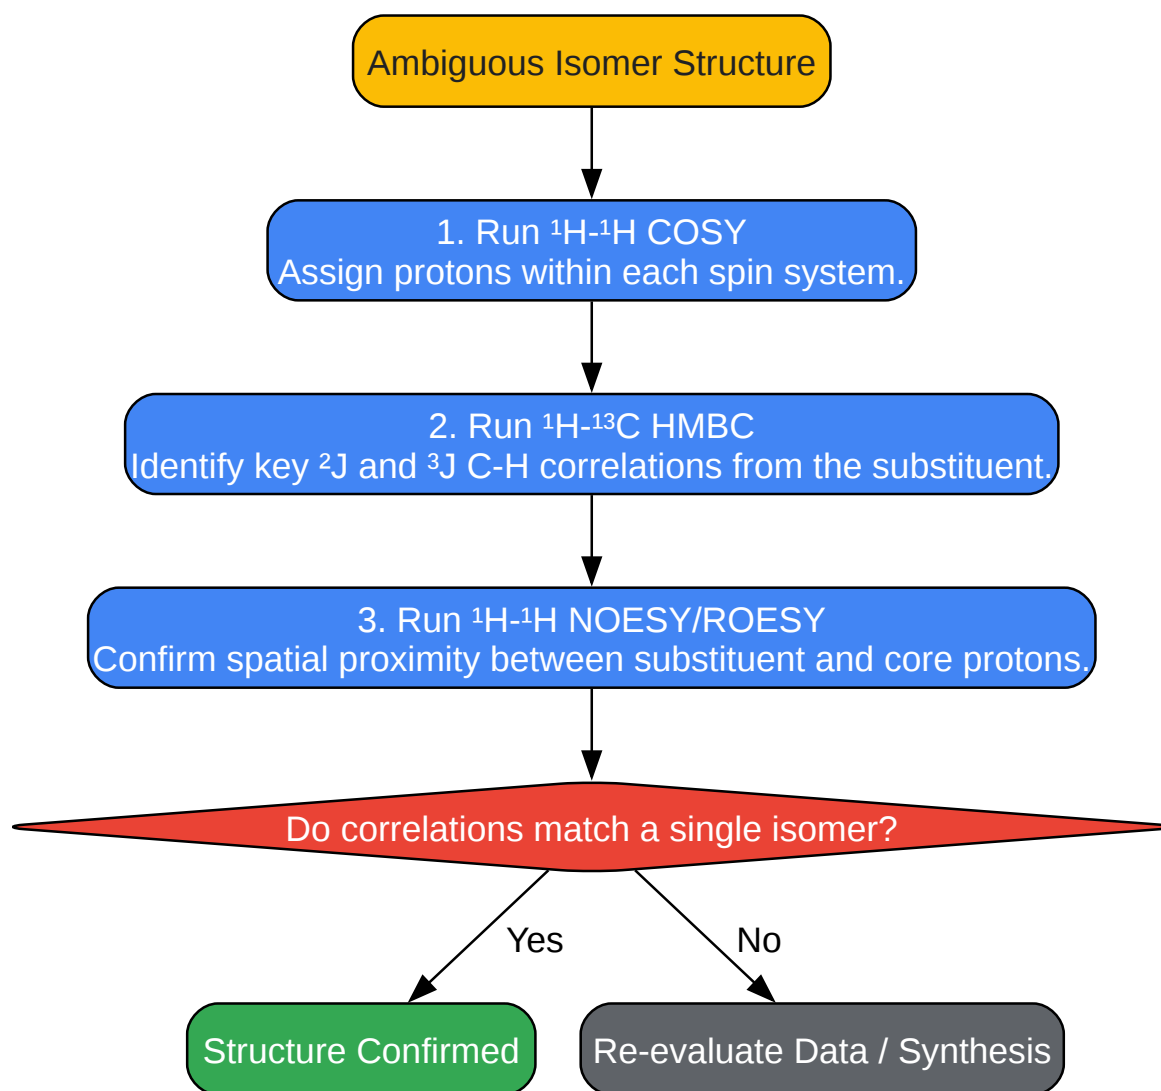 Ambiguous Isomer Structure
1. Run ¹H-¹H COSY
Assign protons within each spin system.
2. Run ¹H-¹³C HMBC
Identify key ²J and ³J C-H correlations from the substituent.
3. Run ¹H-¹H NOESY/ROESY
Confirm spatial proximity between substituent and core protons.
Do correlations match a single isomer?
Yes
No
Structure Confirmed
Re-evaluate Data / Synthesis